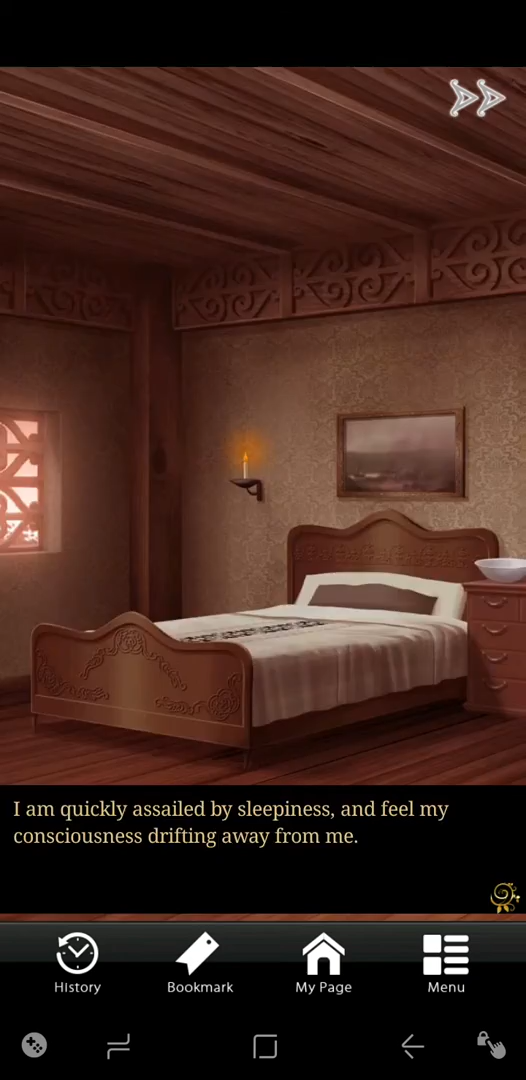 I am quickly assailed by sleepiness, and feel my
consciousness drifting away from me.
History
Bookmark
My Page
Menu